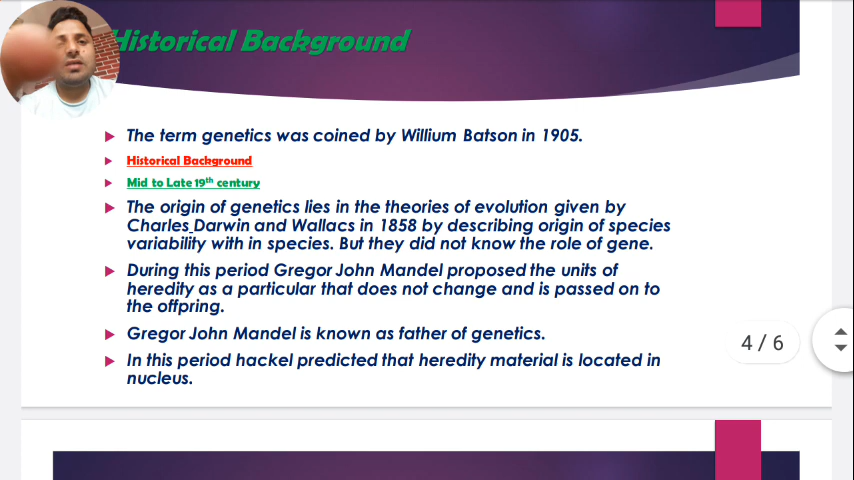 Historical Background
The term genetics was coined by Willium Batson in 1905.
Historical Background
Mid to Late 19th century
The origin of genetics lies in the theories of evolution given by
Charles Darwin and Wallacs in 1858 by describing origin of species
variability with in species. But they did not know the role of gene.
During this period Gregor John Mandel proposed the units of
heredity as a particular that does not change and is passed on to
the offpring.
Gregor John Mandel is known as father of genetics.
In this period hackel predicted that heredity material is located in
nucleus.
4 / 6